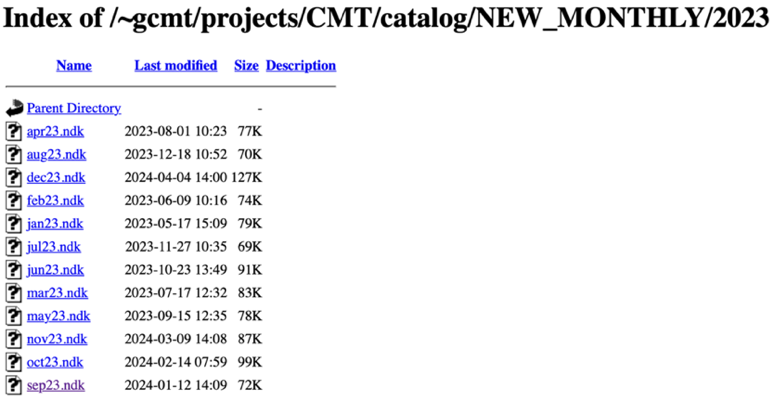 Index of /~gcmt/projects/CMT/catalog/NEW_MONTHLY/2023
Name Last modified Size Description
Parent Directory -
apr23.ndk 2023-08-01 10:23 77K
aug23.ndk 2023-12-18 10:52 70K
dec23.ndk 2024-04-04 14:00 127K
feb23.ndk 2023-06-09 10:16 74K
jan23.ndk 2023-05-17 15:09 79K
jul23.ndk 2023-11-27 10:35 69K
jun23.ndk 2023-10-23 13:49 91K
mar23.ndk 2023-07-17 12:32 83K
may23.ndk 2023-09-15 12:35 78K
nov23.ndk 2024-03-09 14:08 87K
oct23.ndk 2024-02-14 07:59 99K
sep23.ndk 2024-01-12 14:09 72K